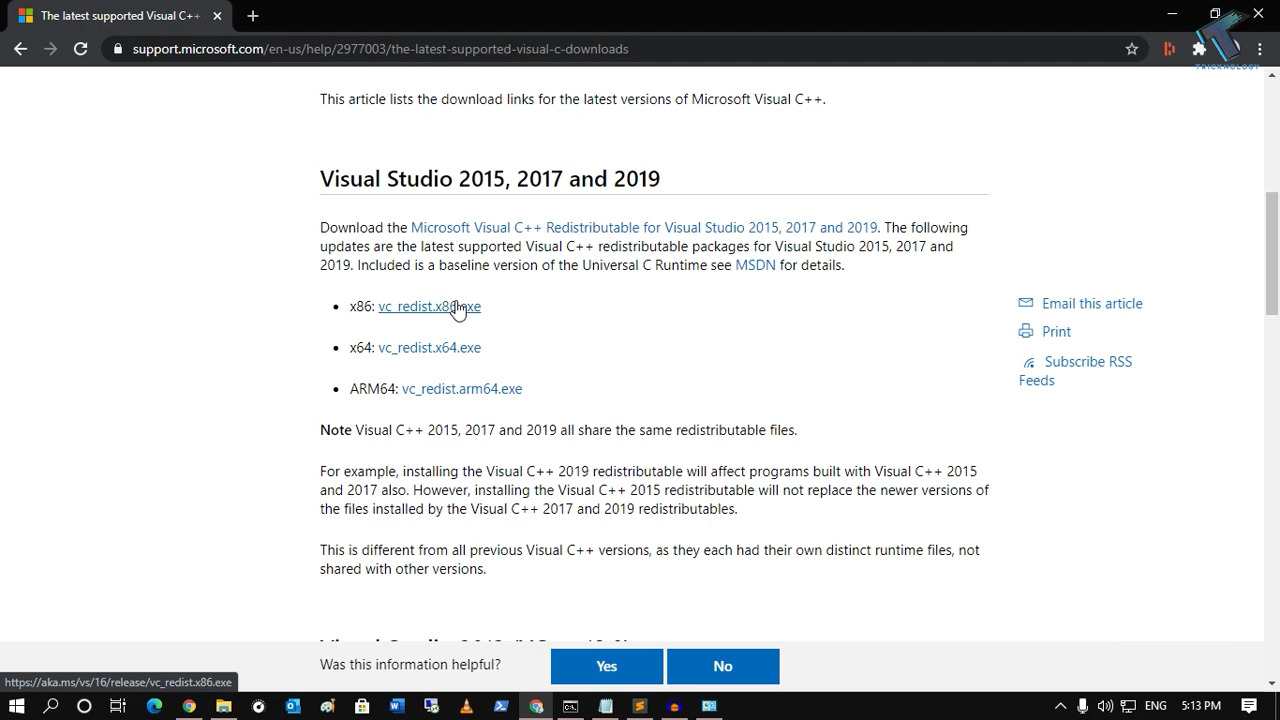 The latest supported Visual C++
support.microsoft.com/en-us/help/2977003/the-latest-supported-visual-c-downloads
TRICKNOLOGY
This article lists the download links for the latest versions of Microsoft Visual C++.
Visual Studio 2015, 2017 and 2019
Download the Microsoft Visual C++ Redistributable for Visual Studio 2015, 2017 and 2019. The following
updates are the latest supported Visual C++ redistributable packages for Visual Studio 2015, 2017 and
2019. Included is a baseline version of the Universal C Runtime see MSDN for details.
x86: vc_redist.x86.exe
x64: vc_redist.x64.exe
ARM64: vc_redist.arm64.exe
Email this article
Print
Subscribe RSS
Feeds
Note Visual C++ 2015, 2017 and 2019 all share the same redistributable files.
For example, installing the Visual C++ 2019 redistributable will affect programs built with Visual C++ 2015
and 2017 also. However, installing the Visual C++ 2015 redistributable will not replace the newer versions of
the files installed by the Visual C++ 2017 and 2019 redistributables.
This is different from all previous Visual C++ versions, as they each had their own distinct runtime files, not
shared with other versions.
Was this information helpful?
Yes
No
https://aka.ms/vs/16/release/vc_redist.x86.exe
ENG
5:13 PM